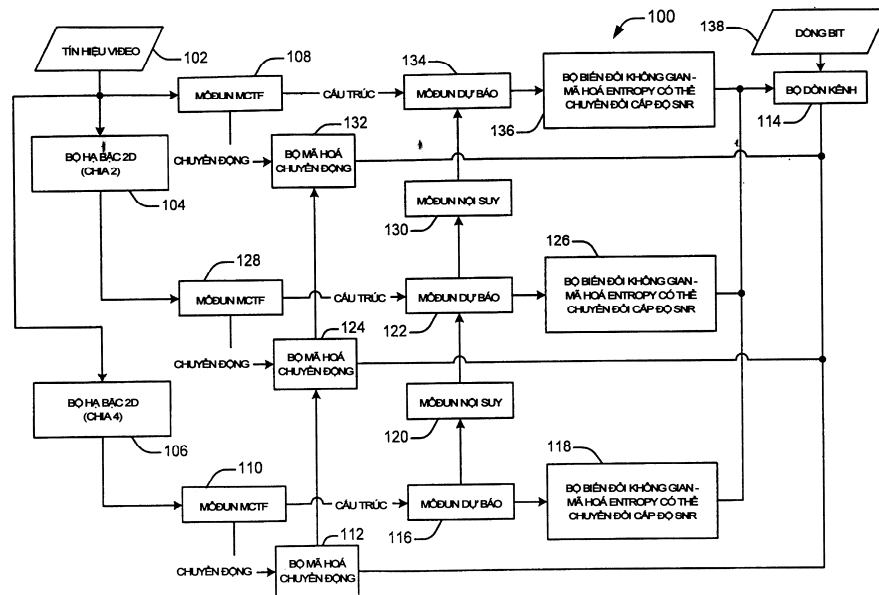 100
138
DÒNG BIT
TÍN HIỆU VIĐEO
102
108
134
BỘ BIẾN ĐỔI KHÔNG GIAN -
MÃ HOÁ ENTROPY CÓ THỂ
CHUYỂN ĐỔI CẤP ĐỘ SNR
136
MÔĐUN MCTF
CẤU TRÚC
MÔĐUN DỰ BÁO
BỘ DỒN KÊNH
114
132
CHUYỂN ĐỘNG
BỘ MÃ HOÁ
CHUYỂN ĐỘNG
BỘ HẠ BẬC 2D
(CHIA 2)
104
MÔĐUN NỘI SUY
130
128
126
MÔĐUN MCTF
CẤU TRÚC
MÔĐUN DỰ BÁO
122
BỘ BIẾN ĐỔI KHÔNG GIAN -
MÃ HOÁ ENTROPY CÓ THỂ
CHUYỂN ĐỔI CẤP ĐỘ SNR
124
CHUYỂN ĐỘNG
BỘ MÃ HOÁ
CHUYỂN ĐỘNG
BỘ HẠ BẬC 2D
(CHIA 4)
106
MÔĐUN NỘI SUY
120
110
118
MÔĐUN MCTF
CẤU TRÚC
MÔĐUN DỰ BÁO
116
BỘ BIẾN ĐỔI KHÔNG GIAN -
MÃ HOÁ ENTROPY CÓ THỂ
CHUYỂN ĐỔI CẤP ĐỘ SNR
112
CHUYỂN ĐỘNG
BỘ MÃ HOÁ
CHUYỂN ĐỘNG